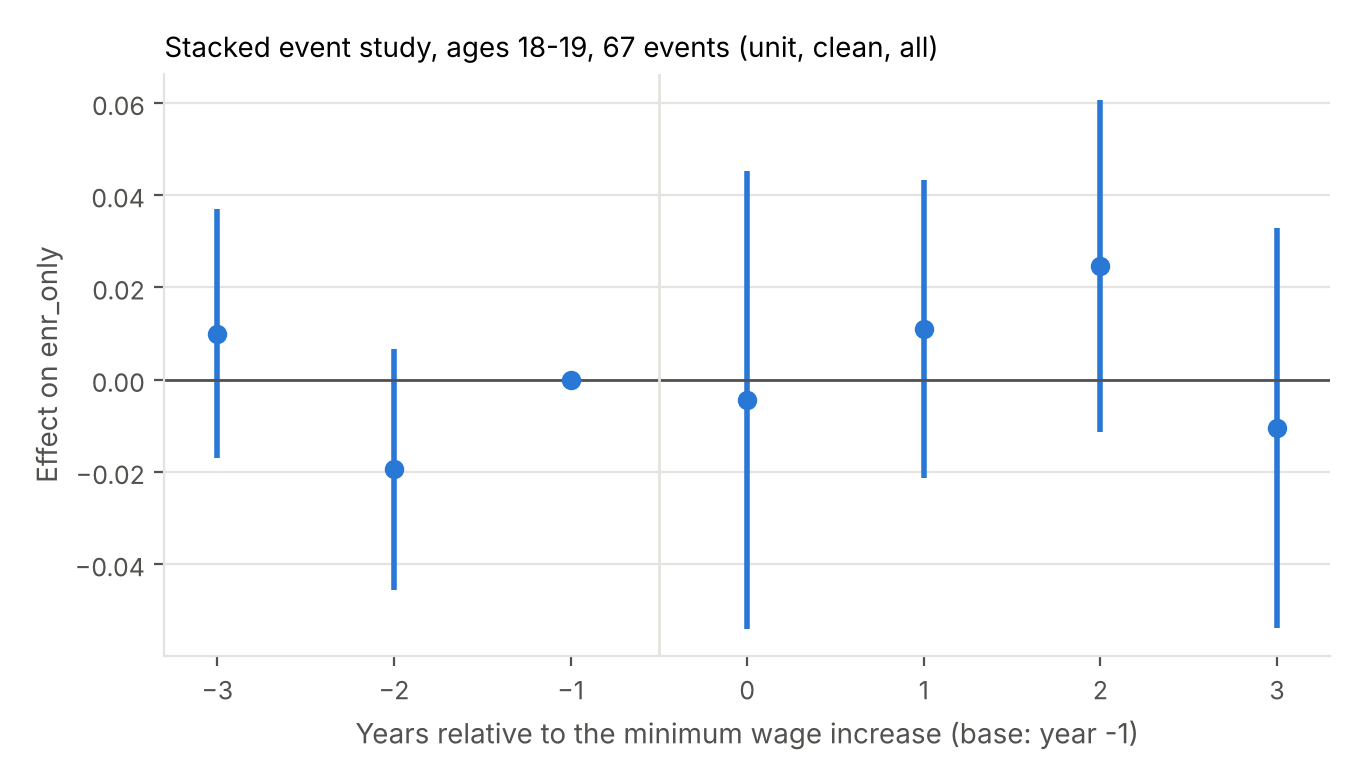 Stacked event study, ages 18-19, 67 events (unit, clean, all)
Effect on enr_only
0.06
0.04
0.02
0.00
−0.02
−0.04
−3 −2 −1 0 1 2 3
Years relative to the minimum wage increase (base: year -1)